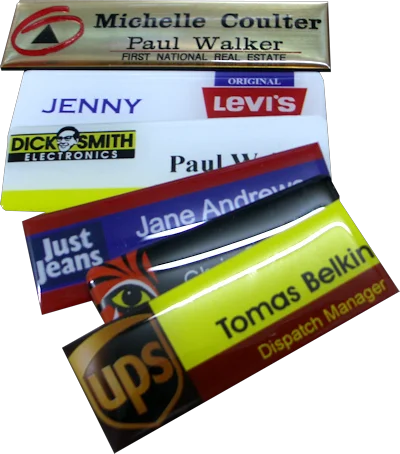 Michelle Coulter
Paul Walker
FIRST NATIONAL REAL ESTATE
JENNY
ORIGINAL
LEVI'S
DICK SMITH
ELECTRONICS
Paul
Jane Andrews
Just
Jeans
Tomas Belkin
Dispatch Manager
ups